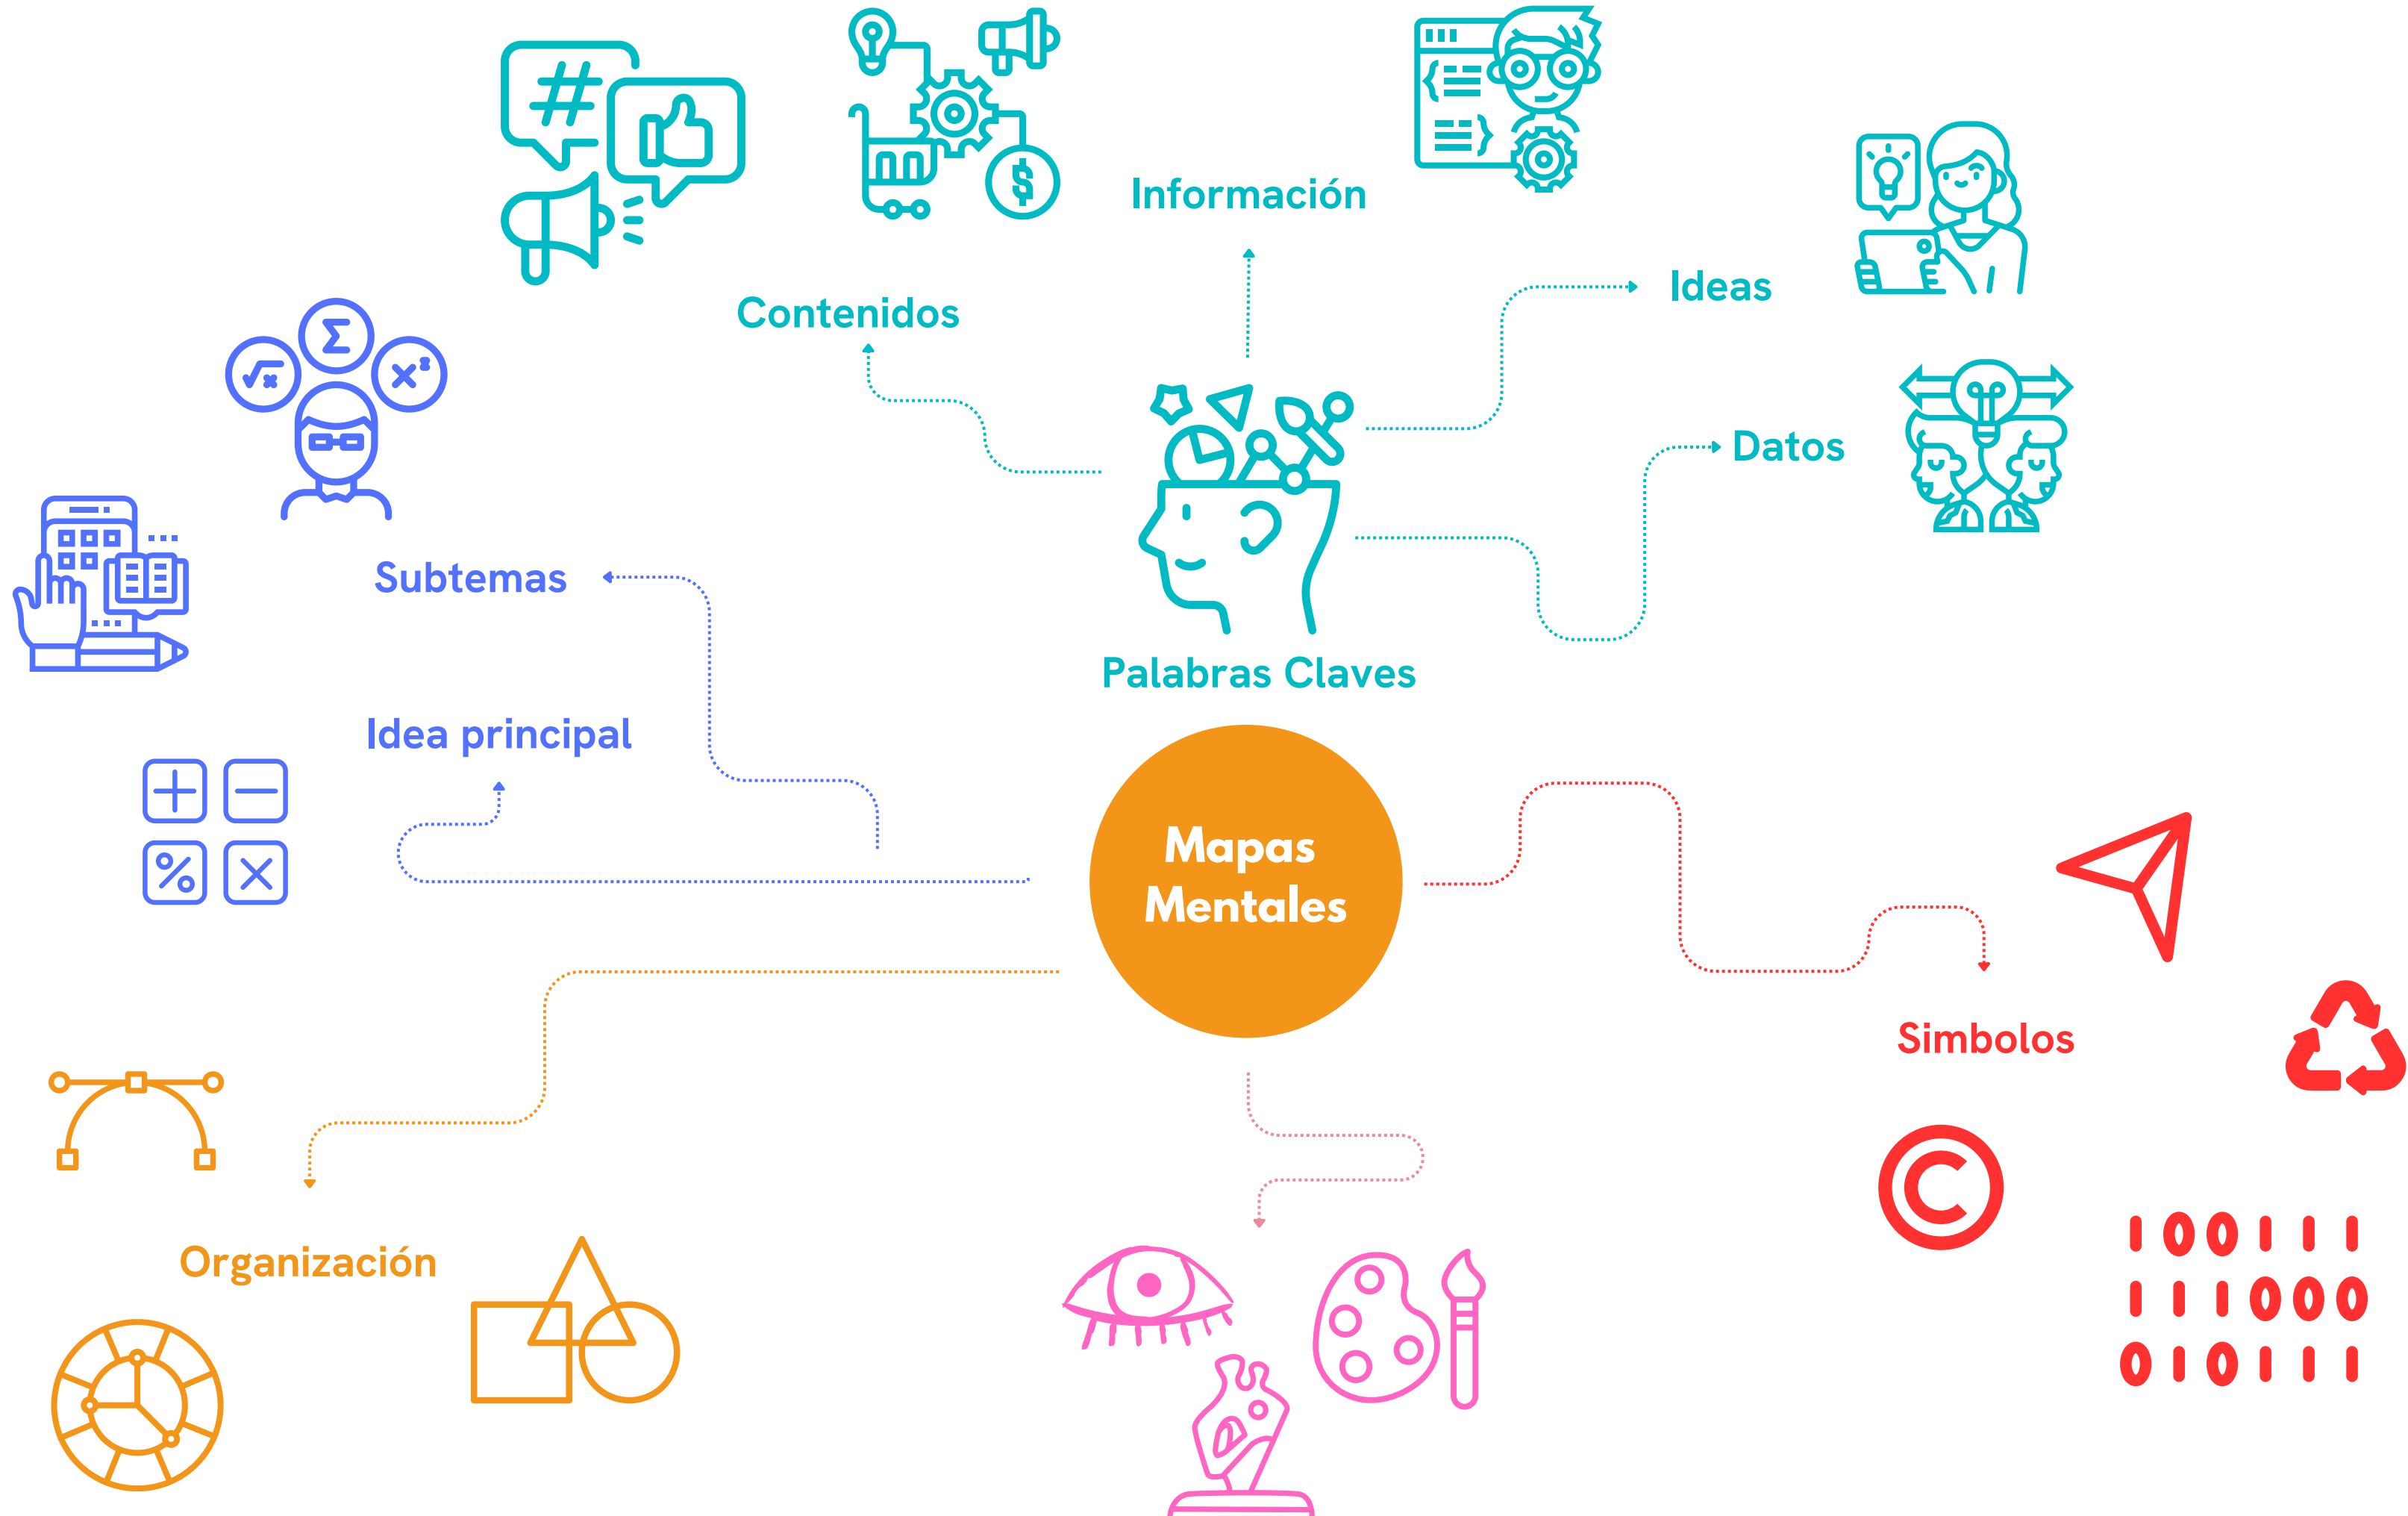 Información
Ideas
Contenidos
Datos
Subtemas
Palabras Claves
Idea principal
Mapas
Mentales
Simbolos
Organización